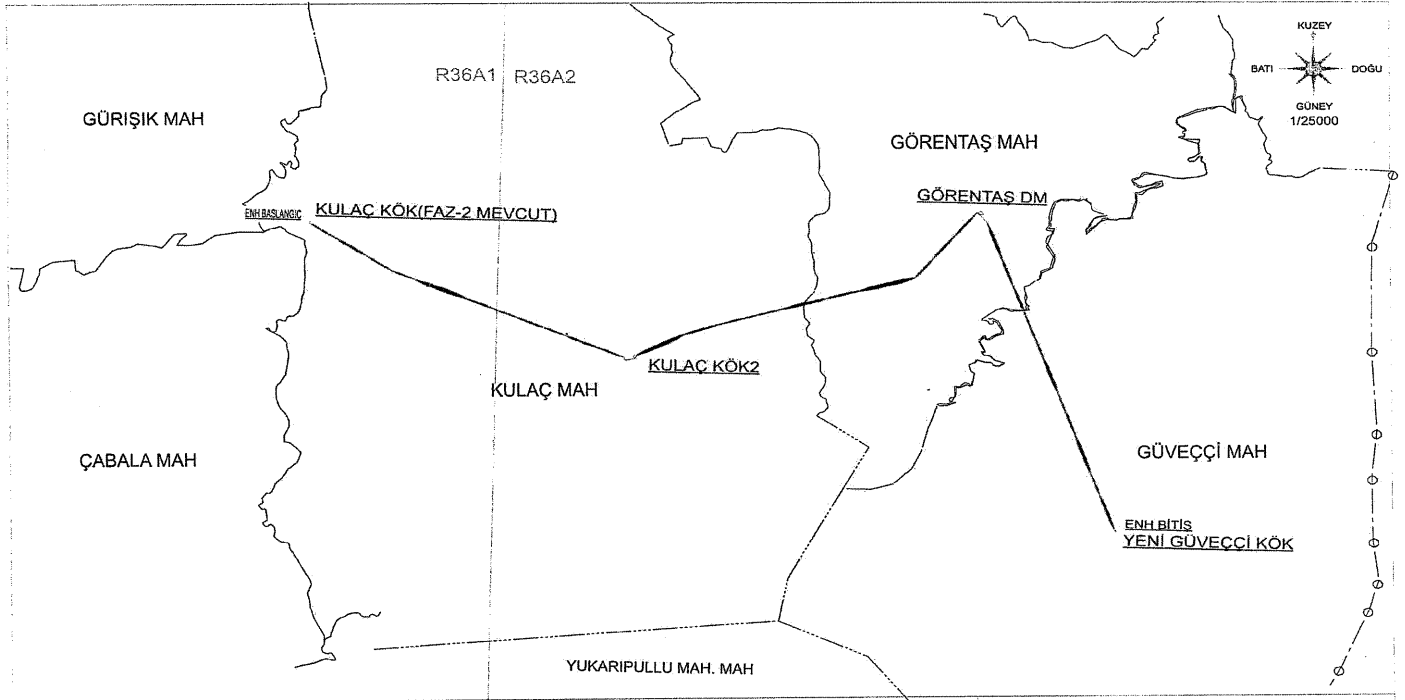 KUZEY
R36A1 R36A2
BATI DOĞU
GÜNEY
1/25000
GÜRIŞIK MAH
GÖRENTAŞ MAH
GÖRENTAŞ DM
ENH BAŞLANGIÇ KULAÇ KÖK(FAZ-2 MEVCUT)
KULAÇ KÖK2
KULAÇ MAH
ÇABALA MAH
GÜVEÇÇİ MAH
ENH BİTİŞ
YENİ GÜVEÇÇİ KÖK
YUKARIPULLU MAH. MAH